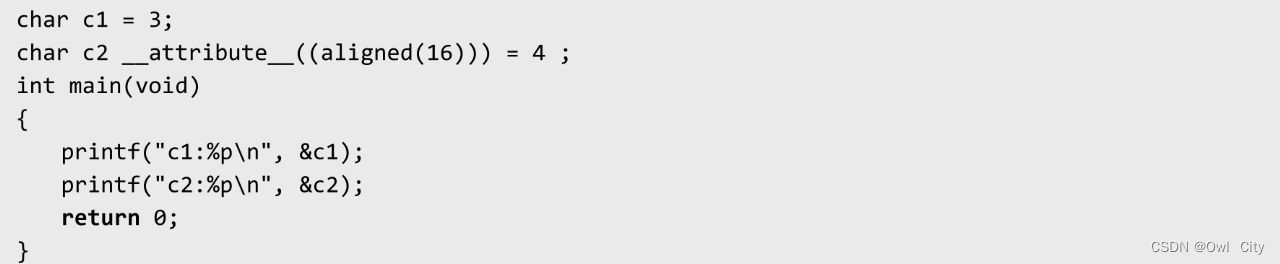 char c1 = 3;
char c2 __attribute__((aligned(16))) = 4 ;
int main(void)
{
    printf("c1:%p\n", &c1);
    printf("c2:%p\n", &c2);
    return 0;
}
CSDN @Owl City